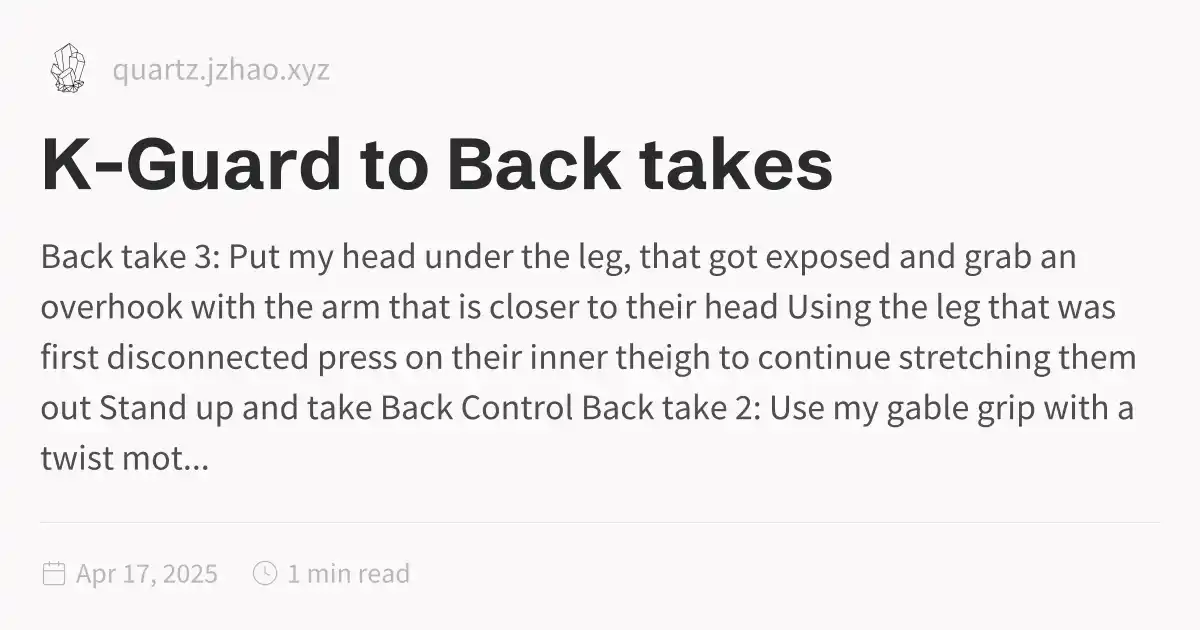 quartz.jzhao.xyz
K-Guard to Back takes
Back take 3: Put my head under the leg, that got exposed and grab an
overhook with the arm that is closer to their head Using the leg that was
first disconnected press on their inner theigh to continue stretching them
out Stand up and take Back Control Back take 2: Use my gable grip with a
twist mot...
Apr 17, 2025 1 min read